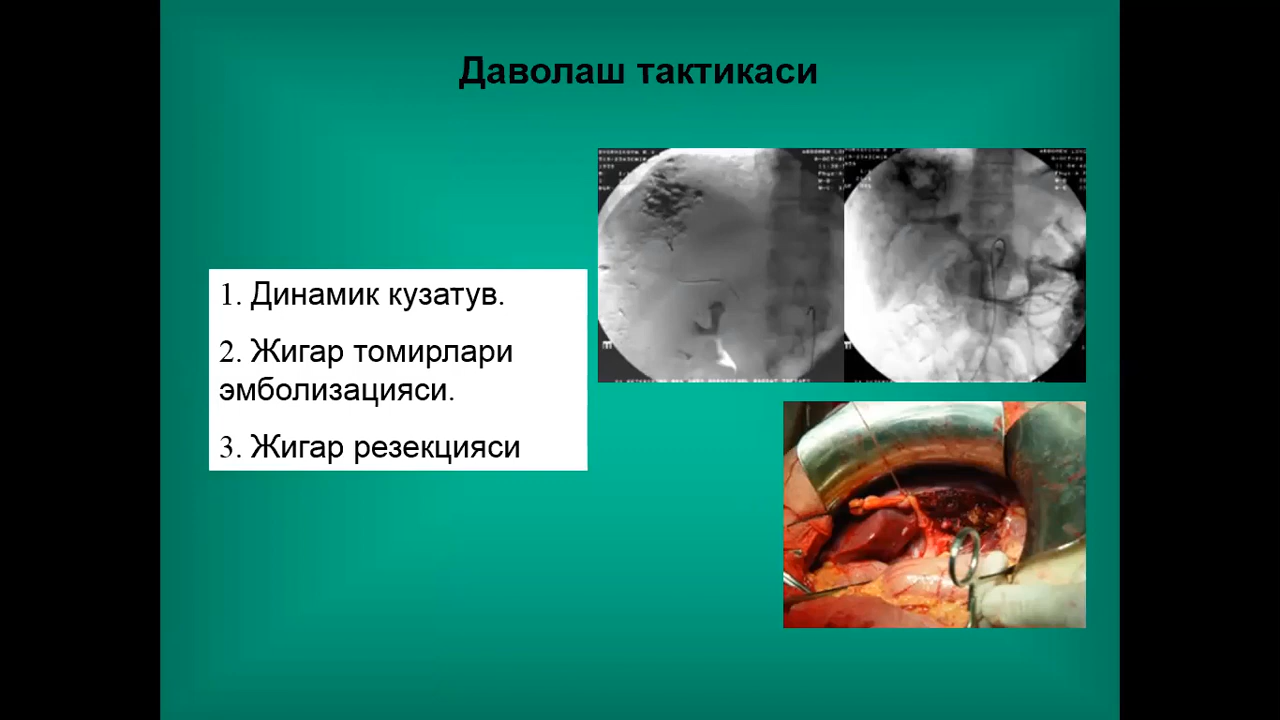 Даволаш тактикаси
1. Динамик кузатув.
2. Жигар томирлари
эмболизацияси.
3. Жигар резекцияси